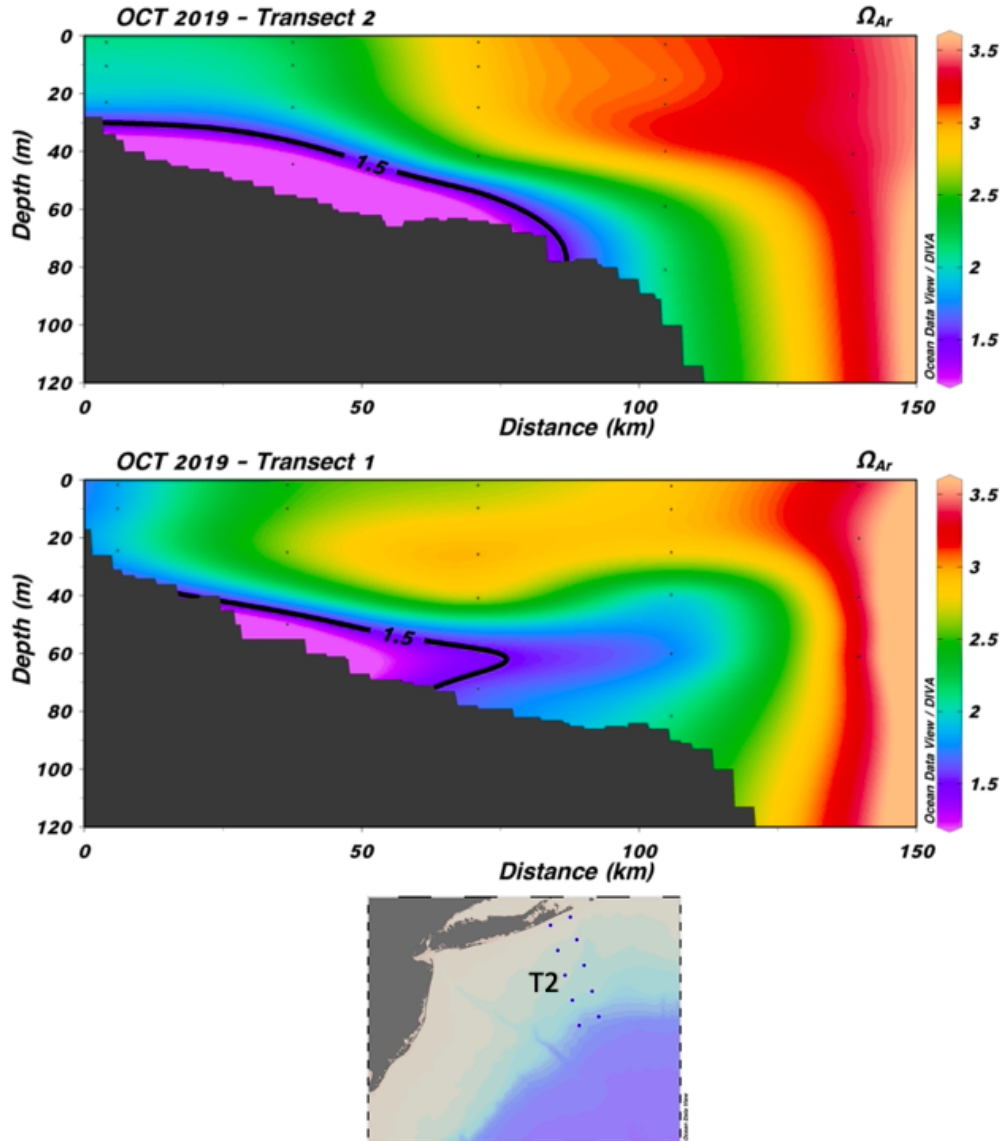 OCT 2019 - Transect 2
ΩAr
0
20
40
60
80
100
120
Depth (m)
1.5
3.5
3
2.5
2
1.5
Ocean Data View / DIVA
0
50
100
150
Distance (km)
OCT 2019 - Transect 1
ΩAr
0
20
40
60
80
100
120
Depth (m)
1.5
3.5
3
2.5
2
1.5
Ocean Data View / DIVA
0
50
100
150
Distance (km)
T2
Ocean Data View